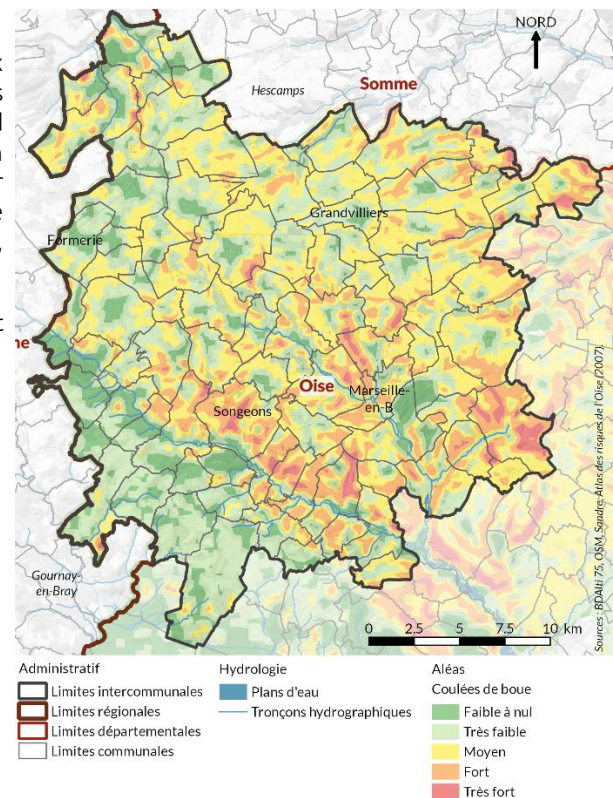 NORD
Hescamps
Somme
Grandvilliers
Formerie
Oise
Marseille-
en-B
Songeons
Gournay-
en-Bray
0 2.5 5 7.5 10 km
Sources : BDAlti 75, OSM, Sandre, Atlas des risques de l'Oise (2007).
Administratif
Limites intercommunales
Limites régionales
Limites départementales
Limites communales
Hydrologie
Plans d'eau
Tronçons hydrographiques
Aléas
Coulées de boue
Faible à nul
Très faible
Moyen
Fort
Très fort